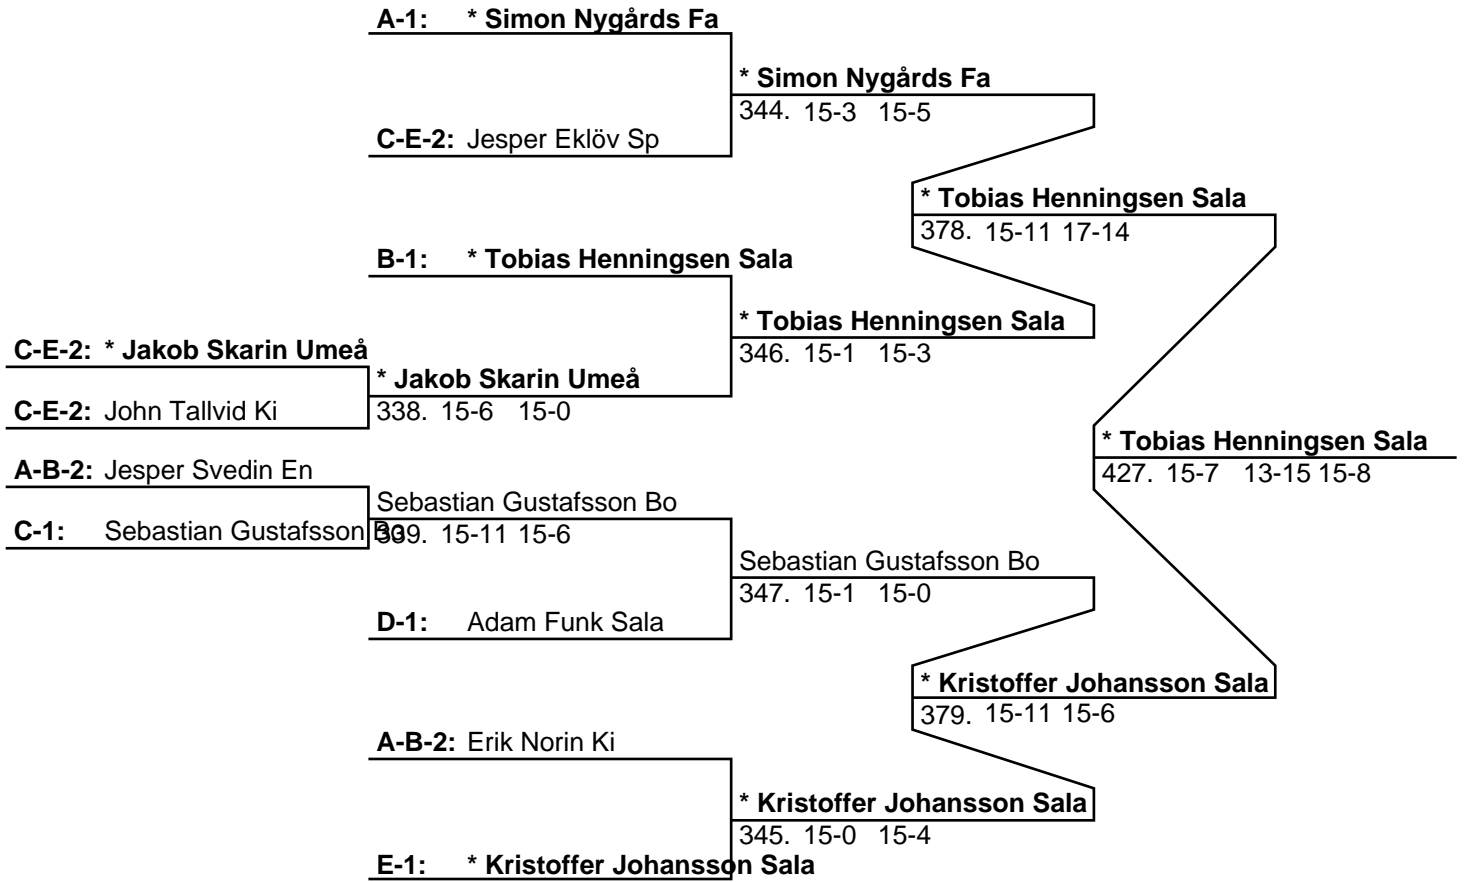 A-1: * Simon Nygårds Fa
* Simon Nygårds Fa
344. 15-3 15-5
C-E-2: Jesper Eklöv Sp
* Tobias Henningsen Sala
378. 15-11 17-14
B-1: * Tobias Henningsen Sala
* Tobias Henningsen Sala
346. 15-1 15-3
C-E-2: * Jakob Skarin Umeå
* Jakob Skarin Umeå
338. 15-6 15-0
C-E-2: John Tallvid Ki
* Tobias Henningsen Sala
427. 15-7 13-15 15-8
A-B-2: Jesper Svedin En
Sebastian Gustafsson Bo
339. 15-11 15-6
C-1: Sebastian Gustafsson Bo
Sebastian Gustafsson Bo
347. 15-1 15-0
D-1: Adam Funk Sala
* Kristoffer Johansson Sala
379. 15-11 15-6
A-B-2: Erik Norin Ki
* Kristoffer Johansson Sala
345. 15-0 15-4
E-1: * Kristoffer Johansson Sala